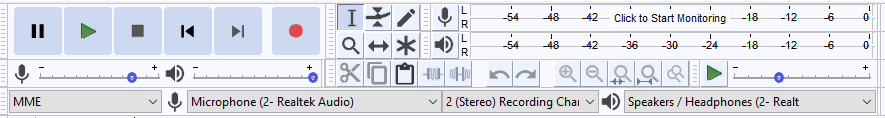 L
R
-54 -48 -42 Click to Start Monitoring -18 -12 -6 0
L
R
-54 -48 -42 -36 -30 -24 -18 -12 -6 0
- +
- +
- +
MME
Microphone (2- Realtek Audio)
2 (Stereo) Recording Chai
Speakers / Headphones (2- Realt